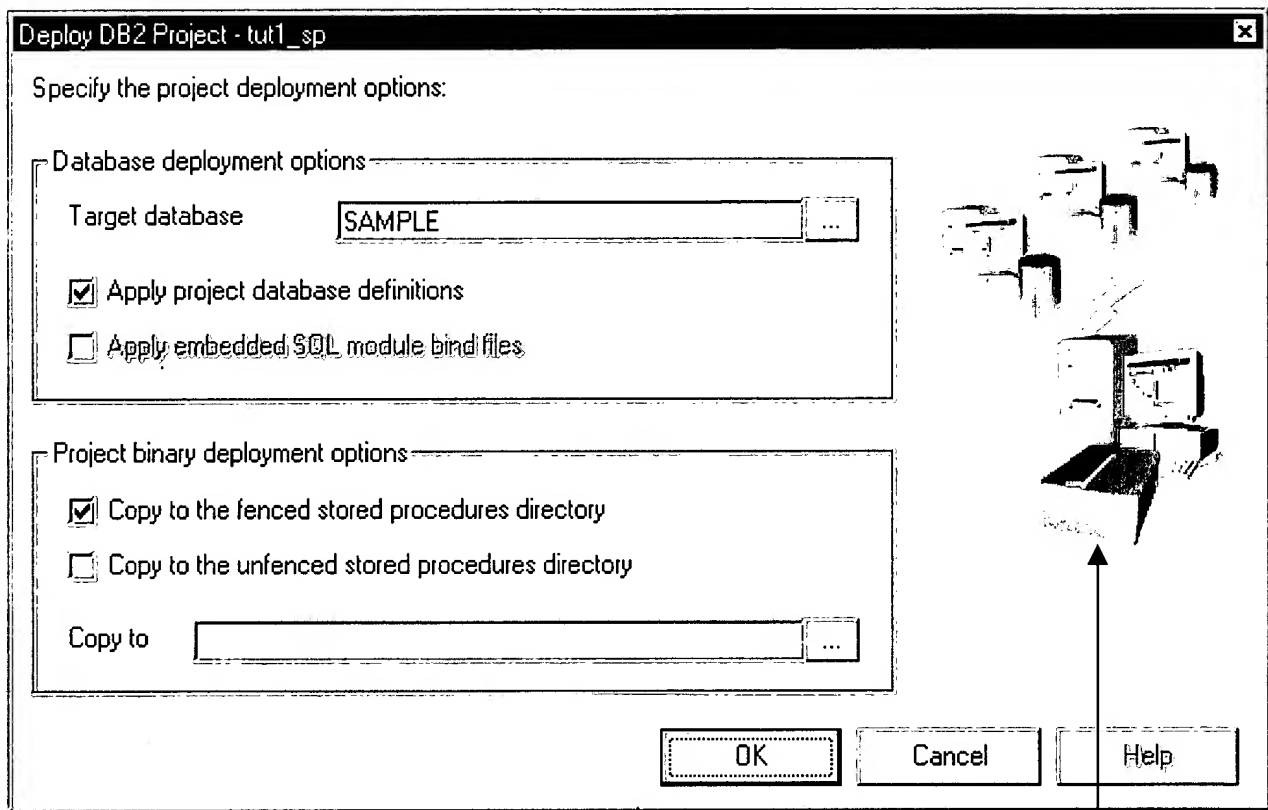 Deploy DB2 Project - tut1_sp
Specify the project deployment options:
Database deployment options
Target database SAMPLE ...
Apply project database definitions
Apply embedded SQL module bind files
Project binary deployment options
Copy to the fenced stored procedures directory
Copy to the unfenced stored procedures directory
Copy to ...
OK Cancel Help